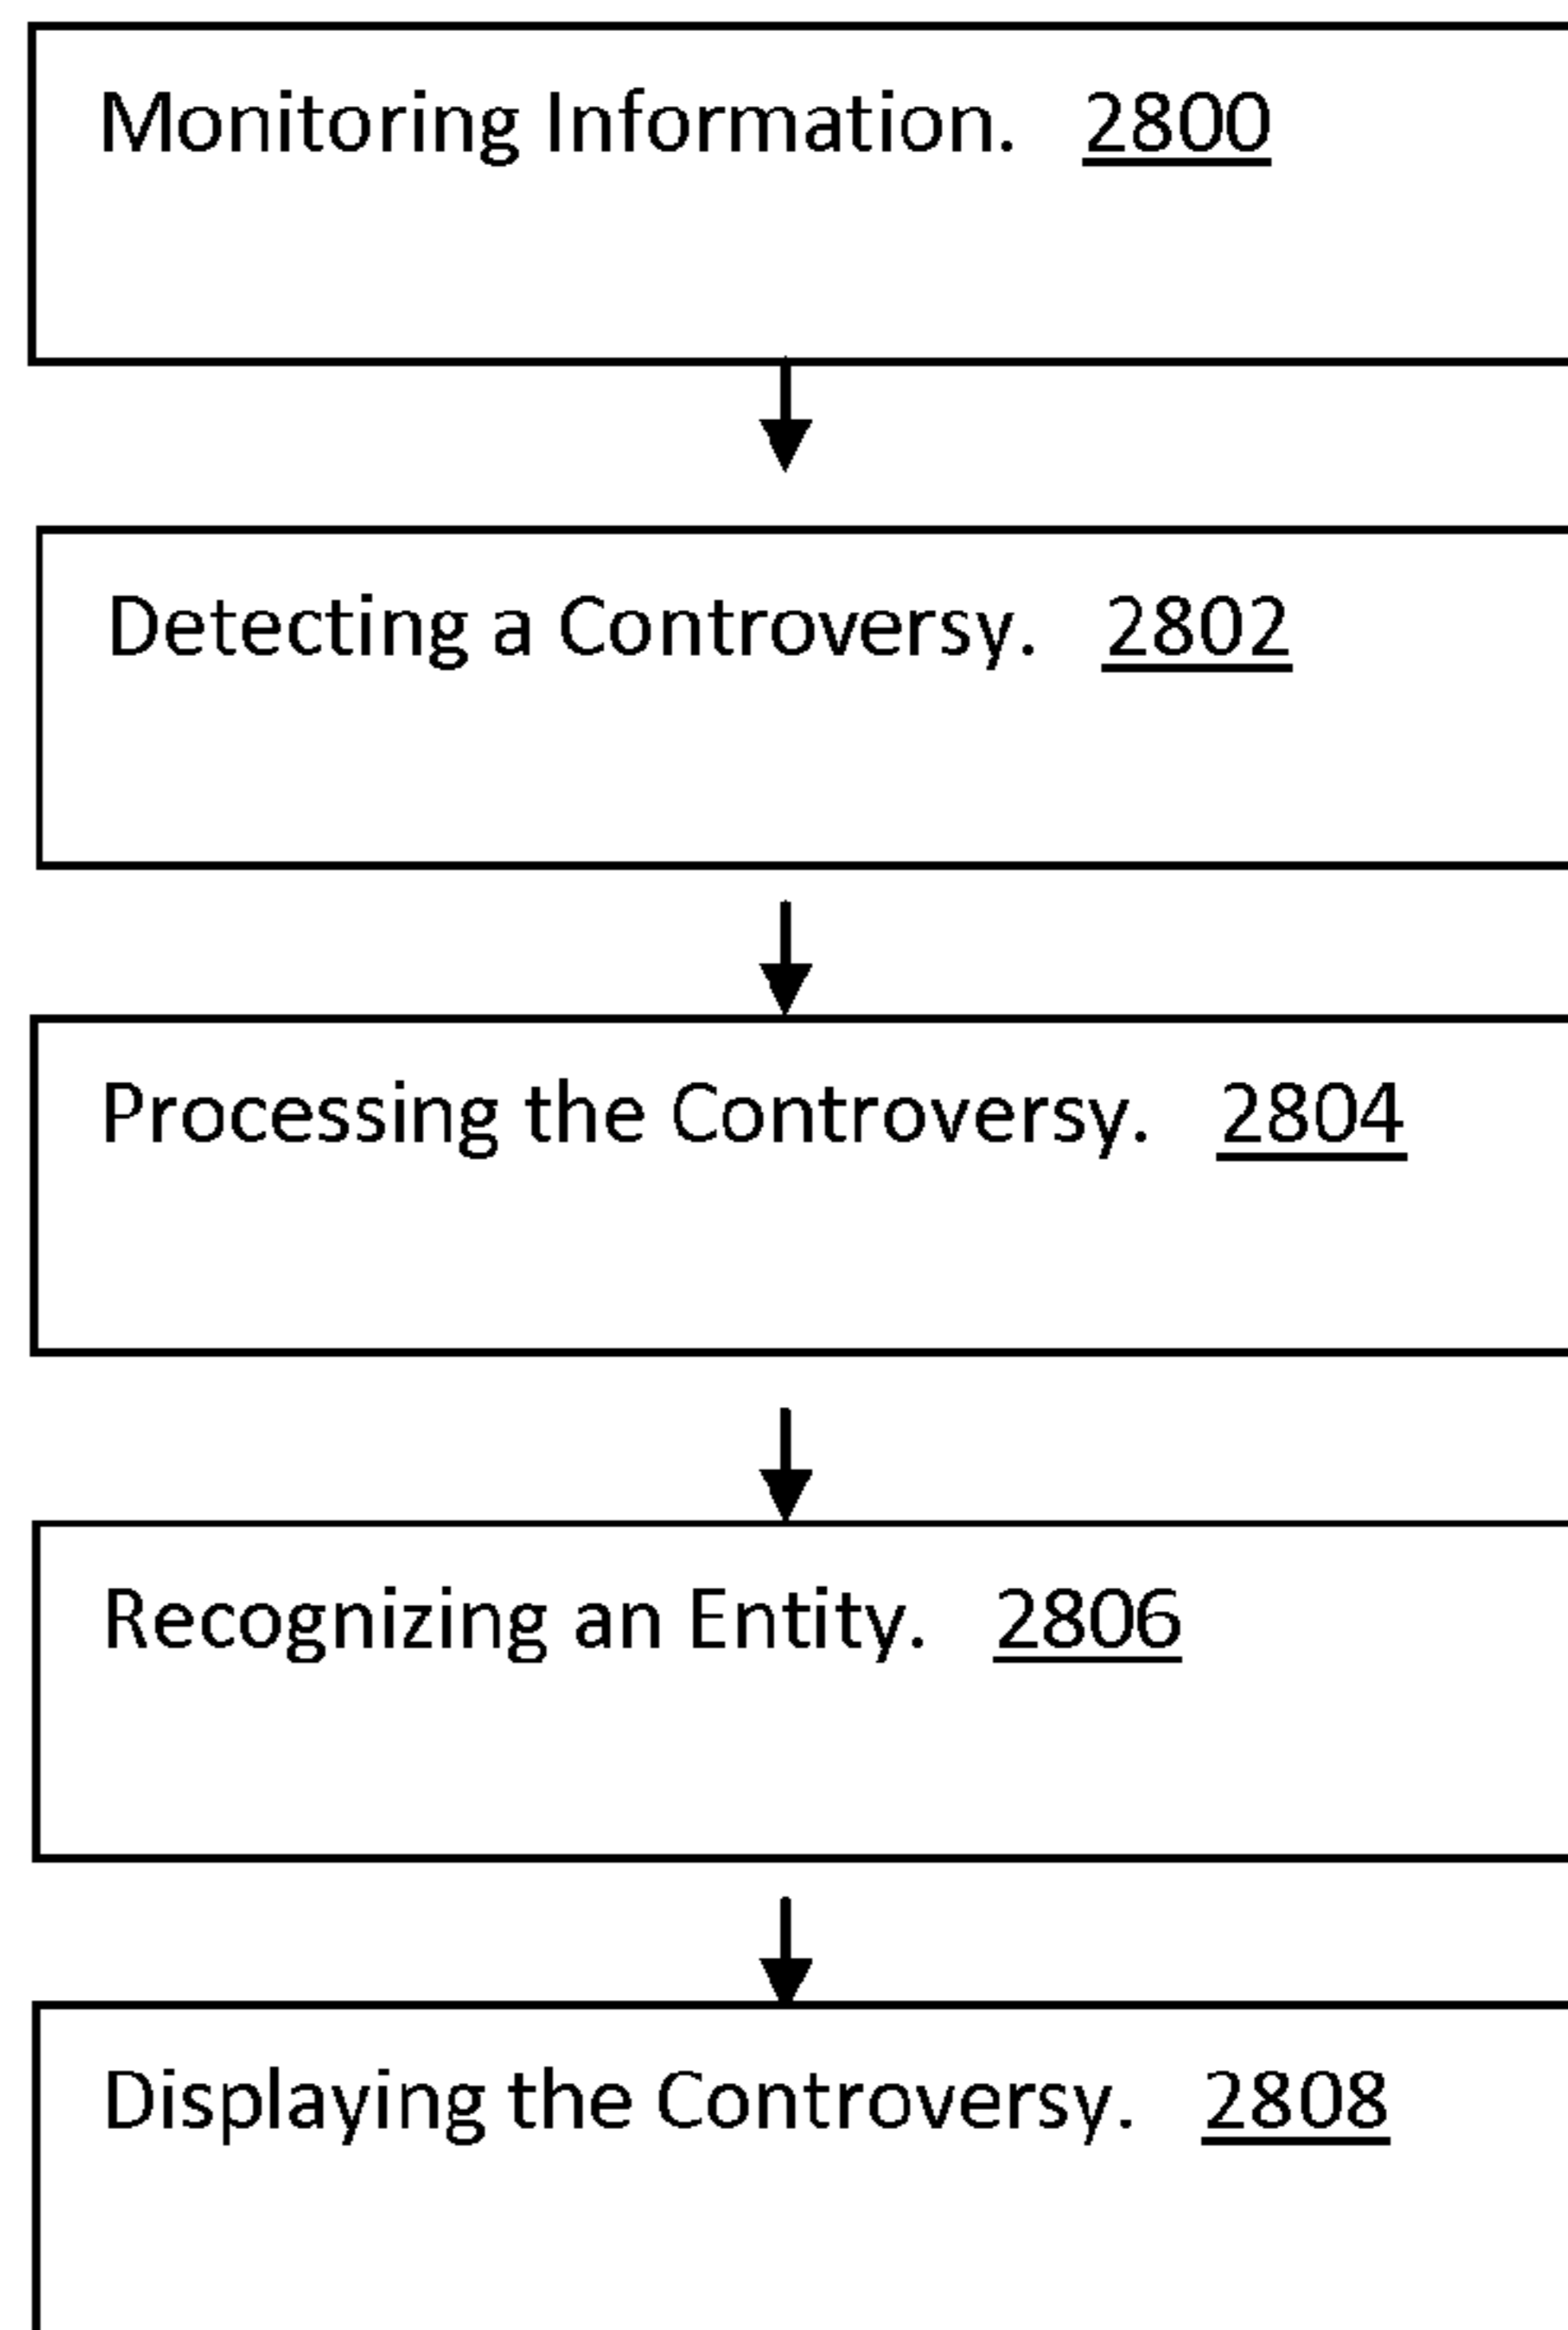 Monitoring Information. 2800
Detecting a Controversy. 2802
Processing the Controversy. 2804
Recognizing an Entity. 2806
Displaying the Controversy. 2808